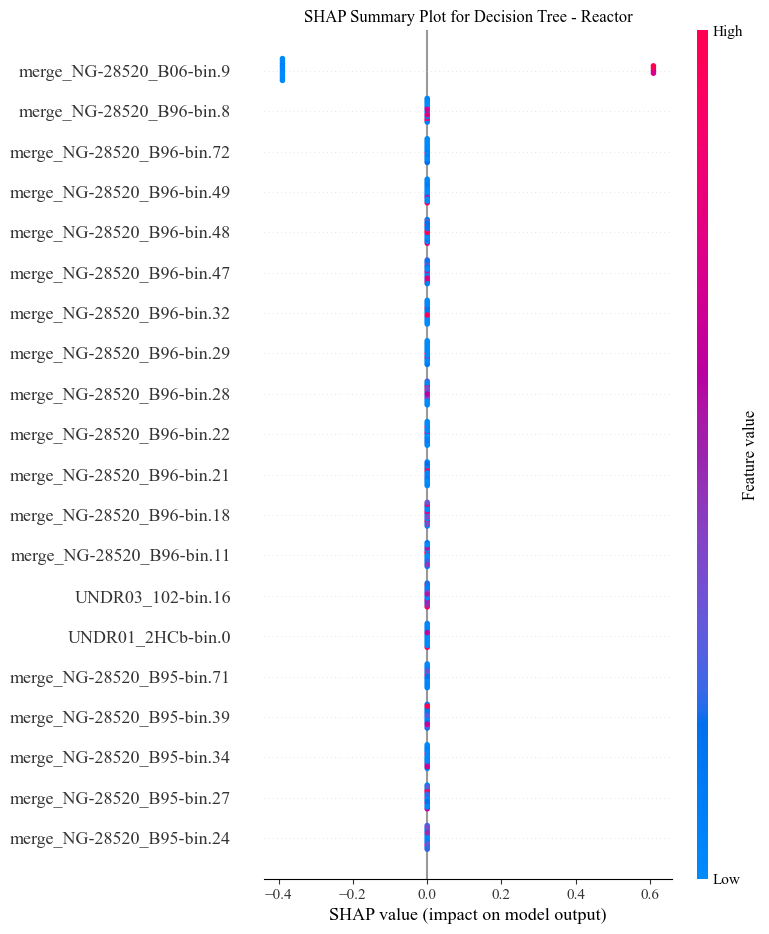 SHAP Summary Plot for Decision Tree - Reactor
High
merge_NG-28520_B06-bin.9
merge_NG-28520_B96-bin.8
merge_NG-28520_B96-bin.72
merge_NG-28520_B96-bin.49
merge_NG-28520_B96-bin.48
merge_NG-28520_B96-bin.47
merge_NG-28520_B96-bin.32
merge_NG-28520_B96-bin.29
merge_NG-28520_B96-bin.28
merge_NG-28520_B96-bin.22
merge_NG-28520_B96-bin.21
merge_NG-28520_B96-bin.18
merge_NG-28520_B96-bin.11
UNDR03_102-bin.16
UNDR01_2HCb-bin.0
merge_NG-28520_B95-bin.71
merge_NG-28520_B95-bin.39
merge_NG-28520_B95-bin.34
merge_NG-28520_B95-bin.27
merge_NG-28520_B95-bin.24
Feature value
Low
−0.4 −0.2 0.0 0.2 0.4 0.6
SHAP value (impact on model output)